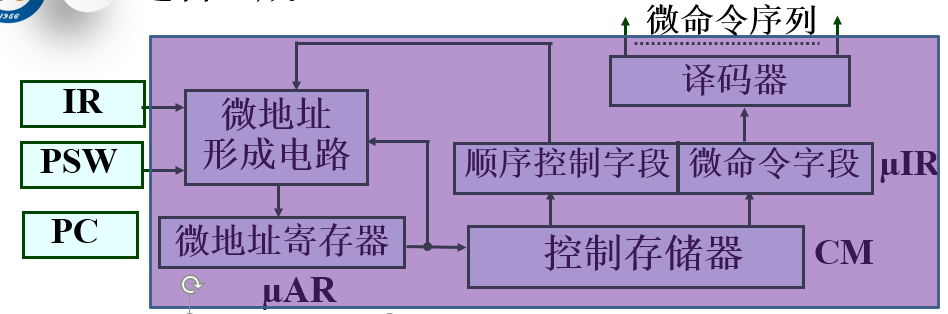 1966
微命令序列
译码器
IR
微地址
形成电路
PSW
顺序控制字段
微命令字段
μIR
PC
微地址寄存器
控制存储器
CM
μAR